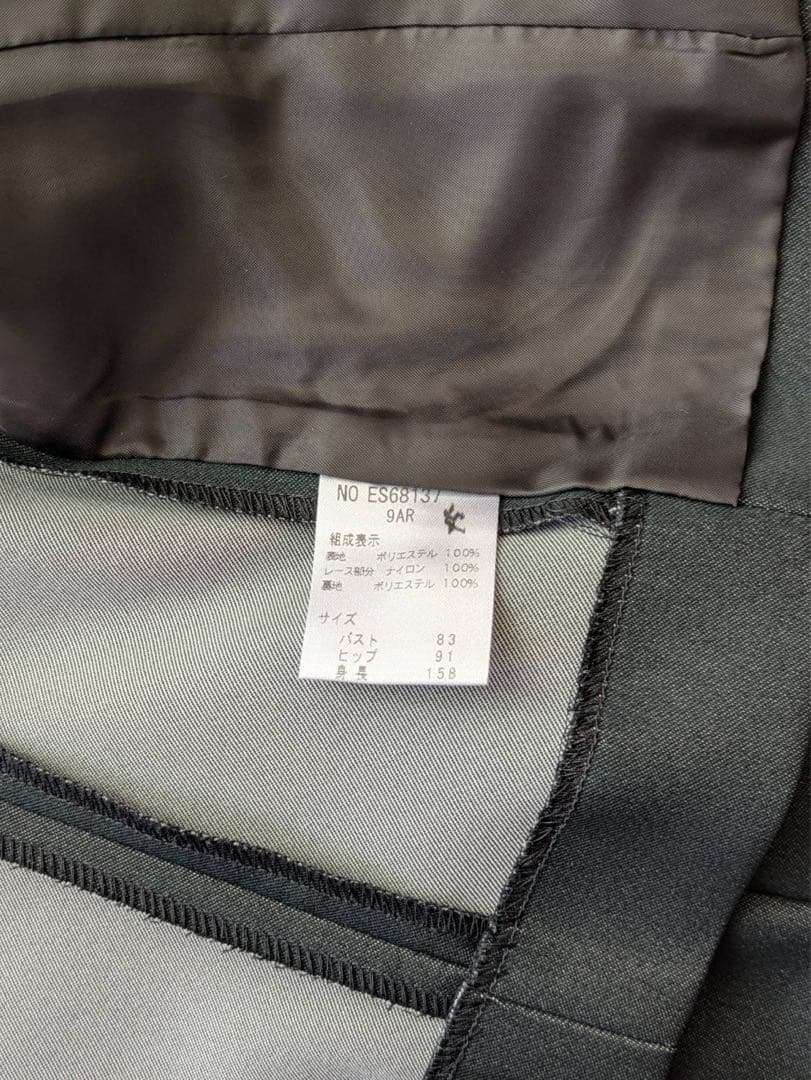 NO ES68137
9AR
組成表示
表地 ポリエステル 100%
レース部分 ナイロン 100%
裏地 ポリエステル 100%
サイズ
バスト 83
ヒップ 91
身長 158